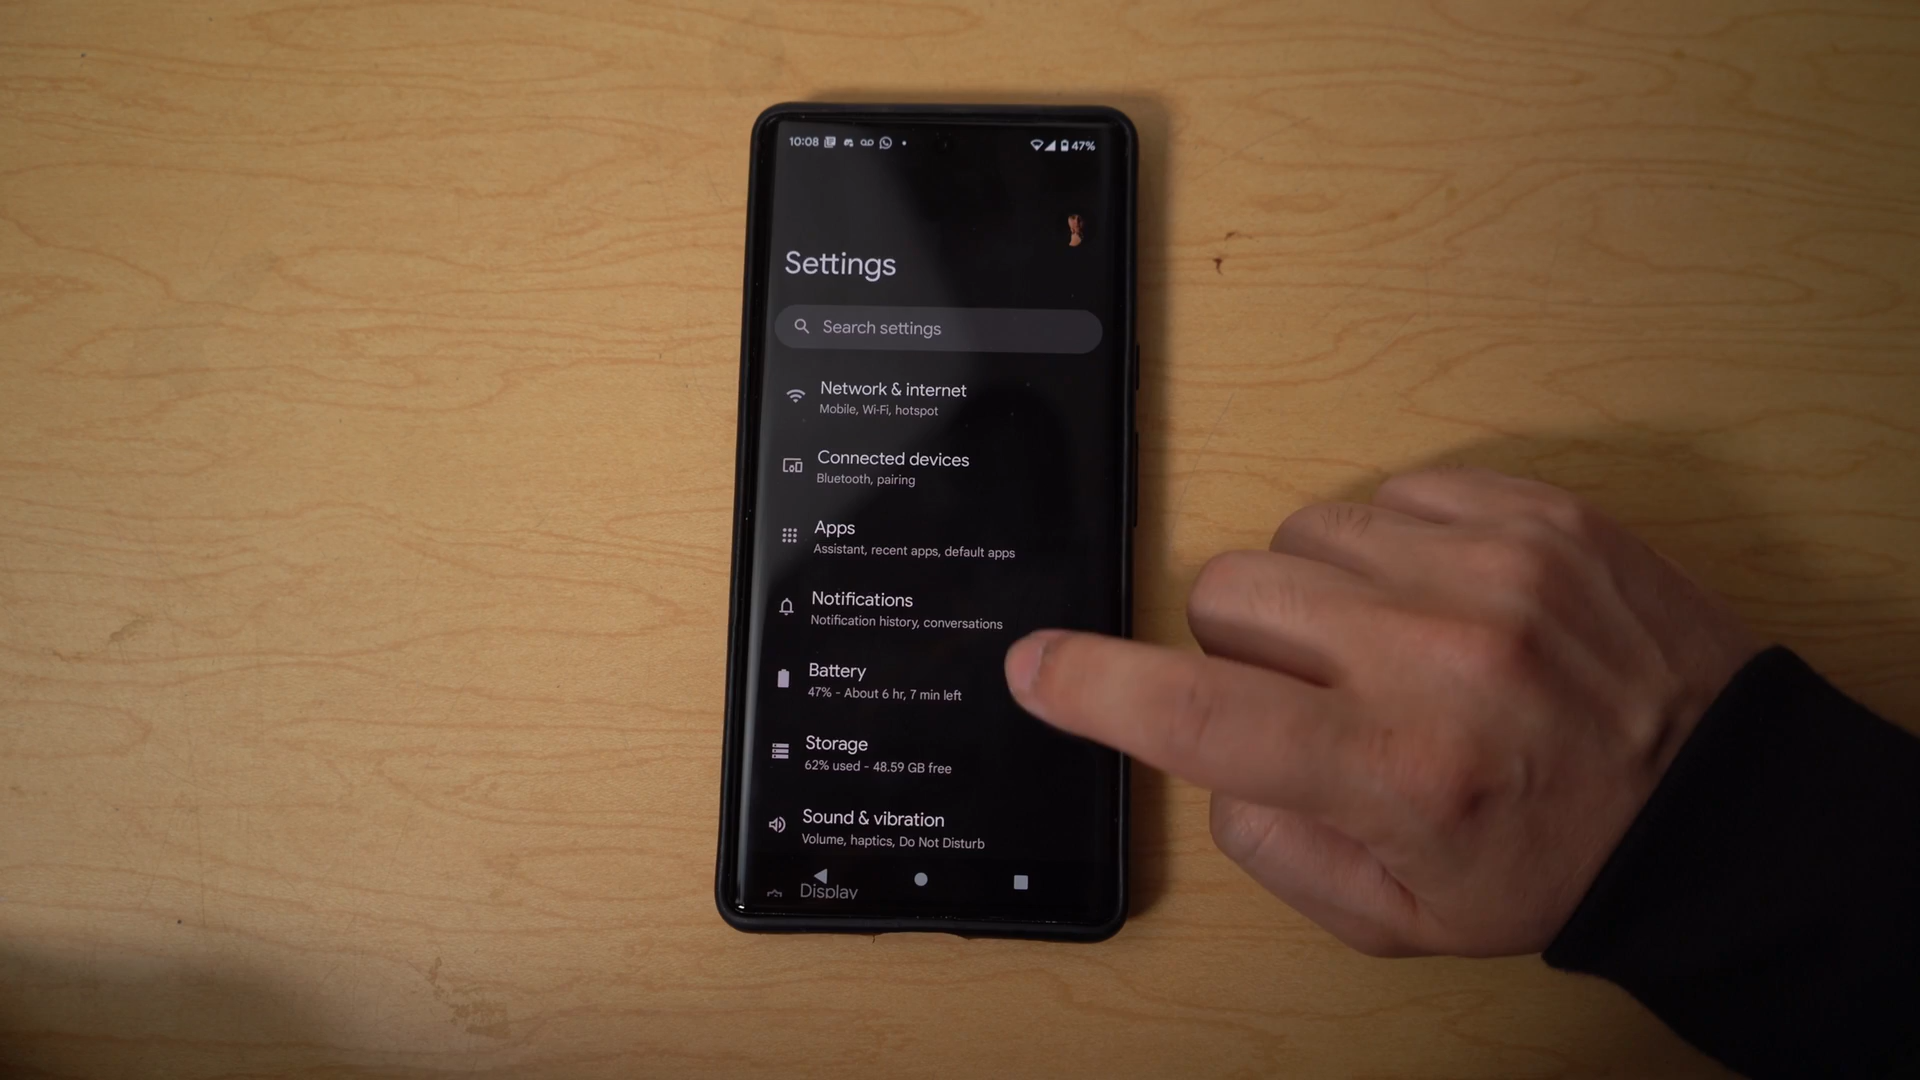 10:08 47%
Settings
Search settings
Network & internet
Mobile, Wi-Fi, hotspot
Connected devices
Bluetooth, pairing
Apps
Assistant, recent apps, default apps
Notifications
Notification history, conversations
Battery
47% - About 6 hr, 7 min left
Storage
62% used - 48.59 GB free
Sound & vibration
Volume, haptics, Do Not Disturb
Display